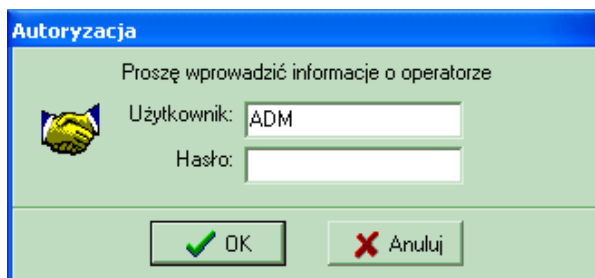 Autoryzacja
Proszę wprowadzić informacje o operatorze
Użytkownik: ADM
Hasło:
OK Anuluj